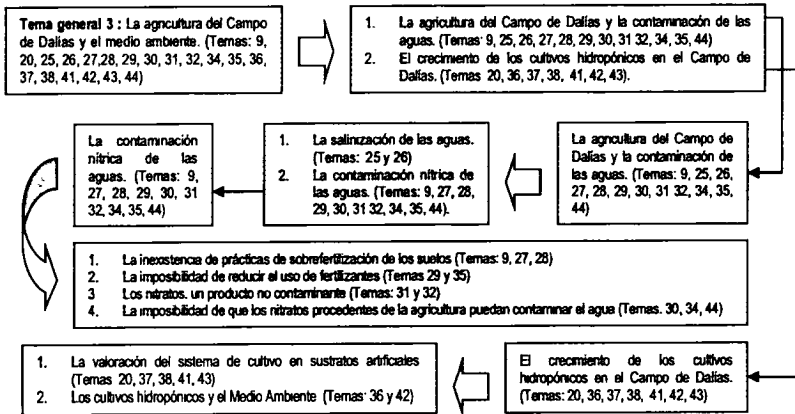 Tema general 3 : La agricultura del Campo
de Dalías y el medio ambiente. (Temas: 9,
20, 25, 26, 27,28, 29, 30, 31, 32, 34, 35, 36,
37, 38, 41, 42, 43, 44)
1. La agricultura del Campo de Dalías y la contaminación de las
aguas. (Temas: 9, 25, 26, 27, 28, 29, 30, 31 32, 34, 35, 44)
2. El crecimiento de los cultivos hidropónicos en el Campo de
Dalías. (Temas 20, 36, 37, 38, 41, 42, 43).
La contaminación
nítrica de las
aguas. (Temas: 9,
27, 28, 29, 30, 31
32, 34, 35, 44)
1. La salinización de las aguas.
(Temas: 25 y 26)
2. La contaminación nítrica de
las aguas. (Temas: 9, 27, 28,
29, 30, 31 32, 34, 35, 44).
La agricultura del Campo de
Dalías y la contaminación de
las aguas. (Temas: 9, 25, 26,
27, 28, 29, 30, 31 32, 34, 35,
44)
1. La inexistencia de prácticas de sobrefertilización de los suelos (Temas: 9, 27, 28)
2. La imposibilidad de reducir el uso de fertilizantes (Temas 29 y 35)
3 Los nitratos. un producto no contaminante (Temas: 31 y 32)
4. La imposibilidad de que los nitratos procedentes de la agricultura puedan contaminar el agua (Temas. 30, 34, 44)
1. La valoración del sistema de cultivo en sustratos artificiales
(Temas 20, 37, 38, 41, 43)
2. Los cultivos hidropónicos y el Medio Ambiente (Temas: 36 y 42)
El crecimiento de los cultivos
hidropónicos en el Campo de Dalías.
(Temas: 20, 36, 37, 38, 41, 42, 43)